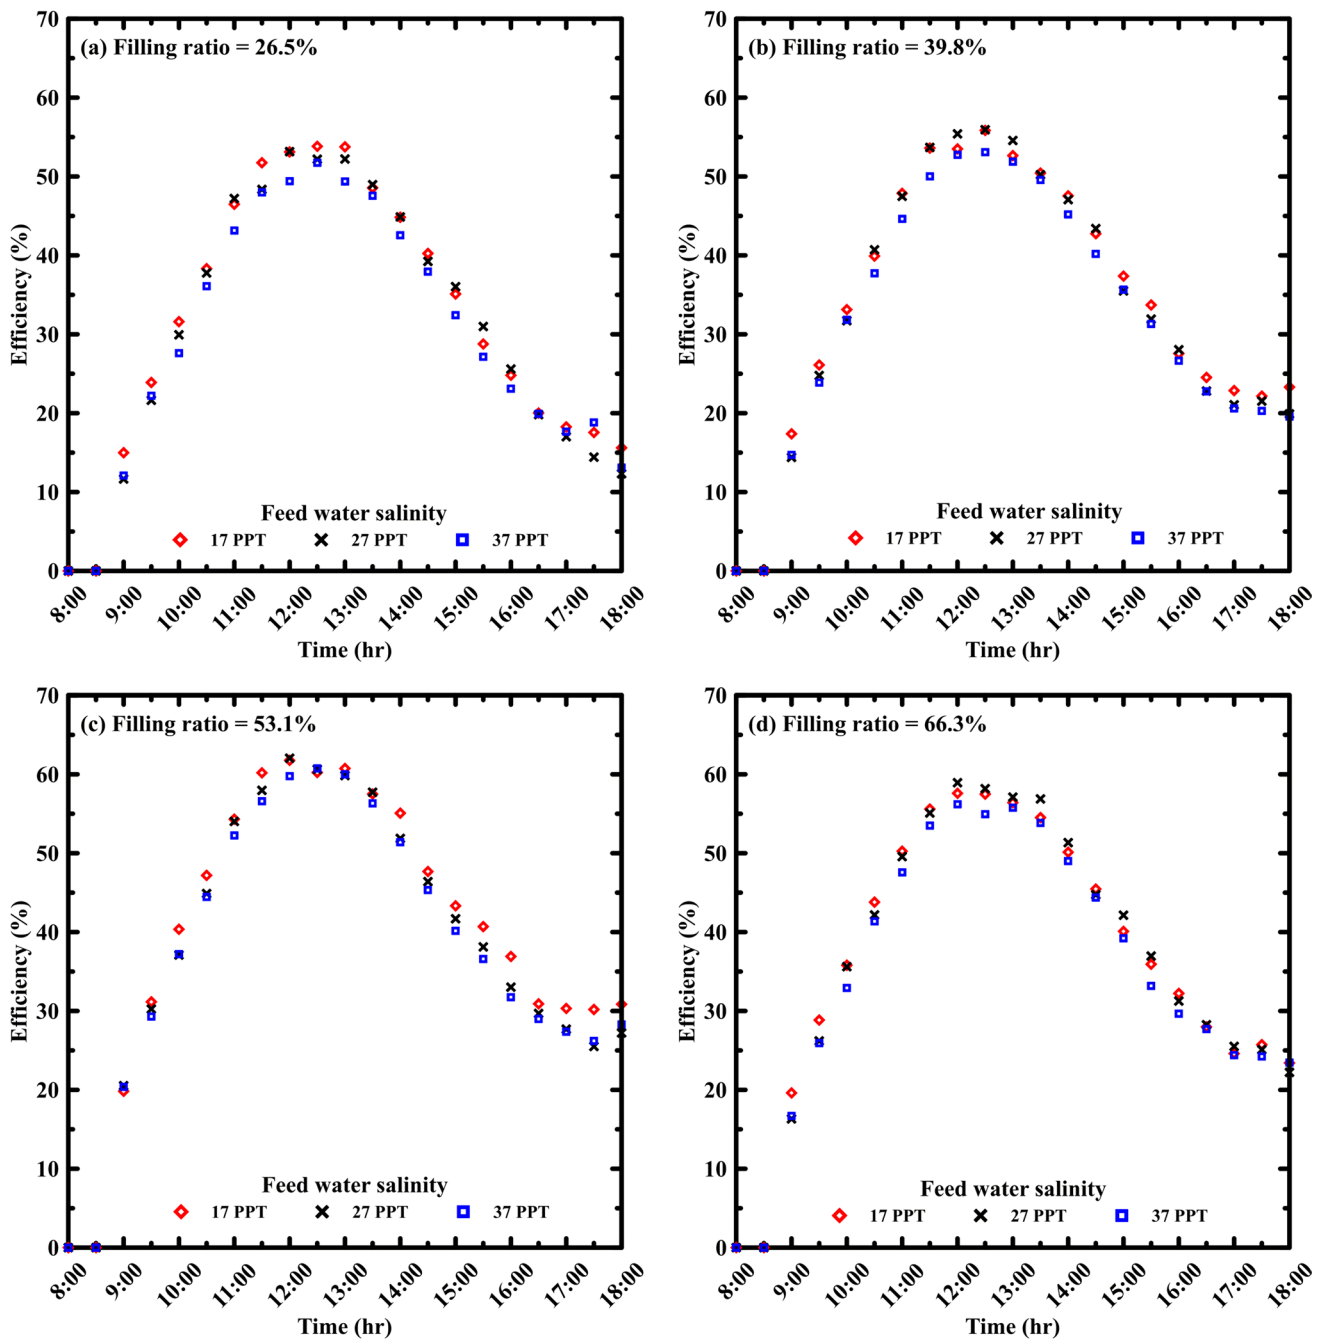 (a) Filling ratio = 26.5%
70
60
50
40
30
20
10
0
Efficiency (%)
Feed water salinity
17 PPT 27 PPT 37 PPT
8:00 9:00 10:00 11:00 12:00 13:00 14:00 15:00 16:00 17:00 18:00
Time (hr)
(b) Filling ratio = 39.8%
70
60
50
40
30
20
10
0
Efficiency (%)
Feed water salinity
17 PPT 27 PPT 37 PPT
8:00 9:00 10:00 11:00 12:00 13:00 14:00 15:00 16:00 17:00 18:00
Time (hr)
(c) Filling ratio = 53.1%
70
60
50
40
30
20
10
0
Efficiency (%)
Feed water salinity
17 PPT 27 PPT 37 PPT
8:00 9:00 10:00 11:00 12:00 13:00 14:00 15:00 16:00 17:00 18:00
Time (hr)
(d) Filling ratio = 66.3%
70
60
50
40
30
20
10
0
Efficiency (%)
Feed water salinity
17 PPT 27 PPT 37 PPT
8:00 9:00 10:00 11:00 12:00 13:00 14:00 15:00 16:00 17:00 18:00
Time (hr)